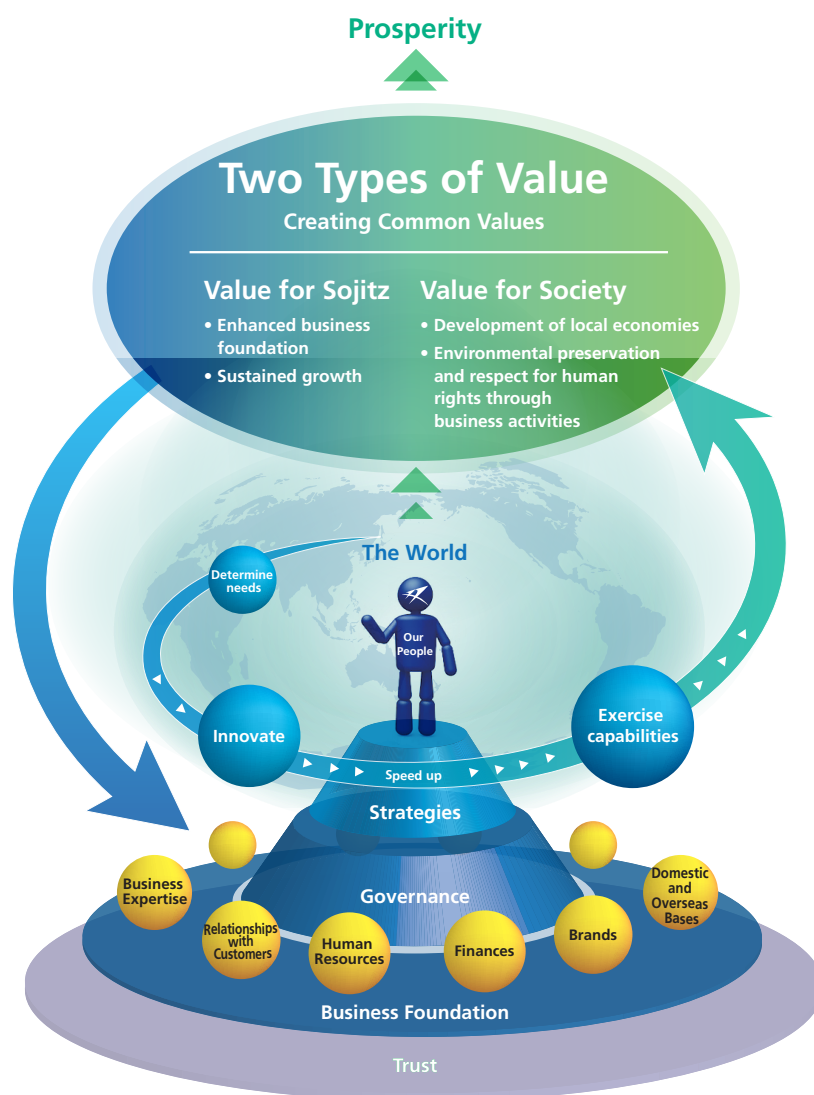 Prosperity
Two Types of Value
Creating Common Values
Value for Sojitz
• Enhanced business
foundation
• Sustained growth
Value for Society
• Development of local economies
• Environmental preservation
and respect for human
rights through
business activities
The World
Determine
needs
Our
People
Innovate
Exercise
capabilities
Speed up
Strategies
Governance
Business
Expertise
Relationships
with
Customers
Human
Resources
Finances
Brands
Domestic
and
Overseas
Bases
Business Foundation
Trust